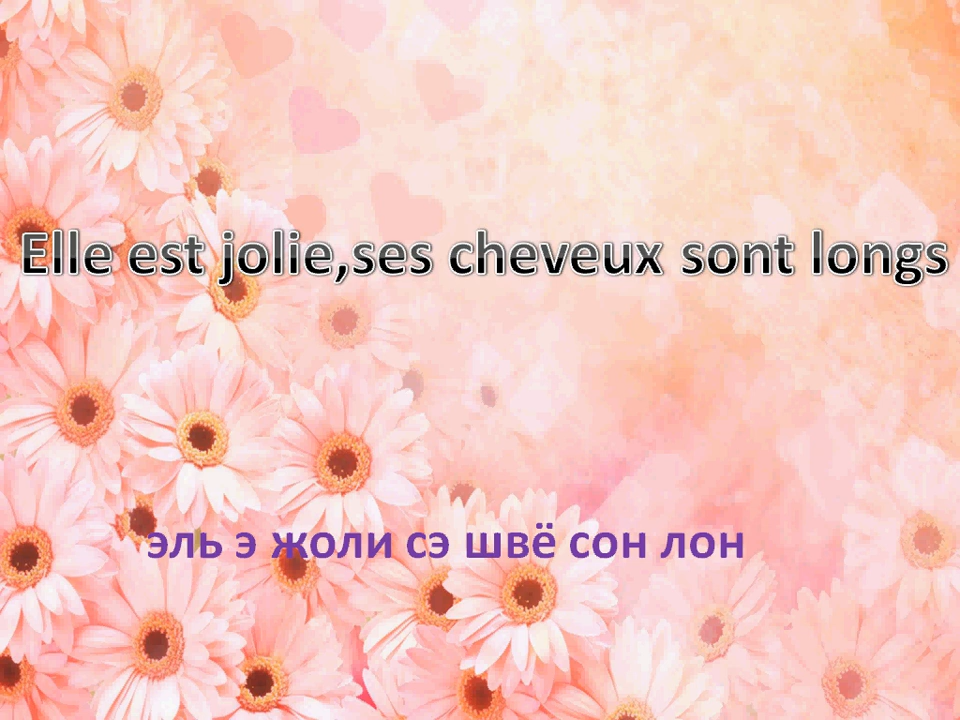 Elle est jolie,ses cheveux sont longs
эль э жоли сэ швё сон лон